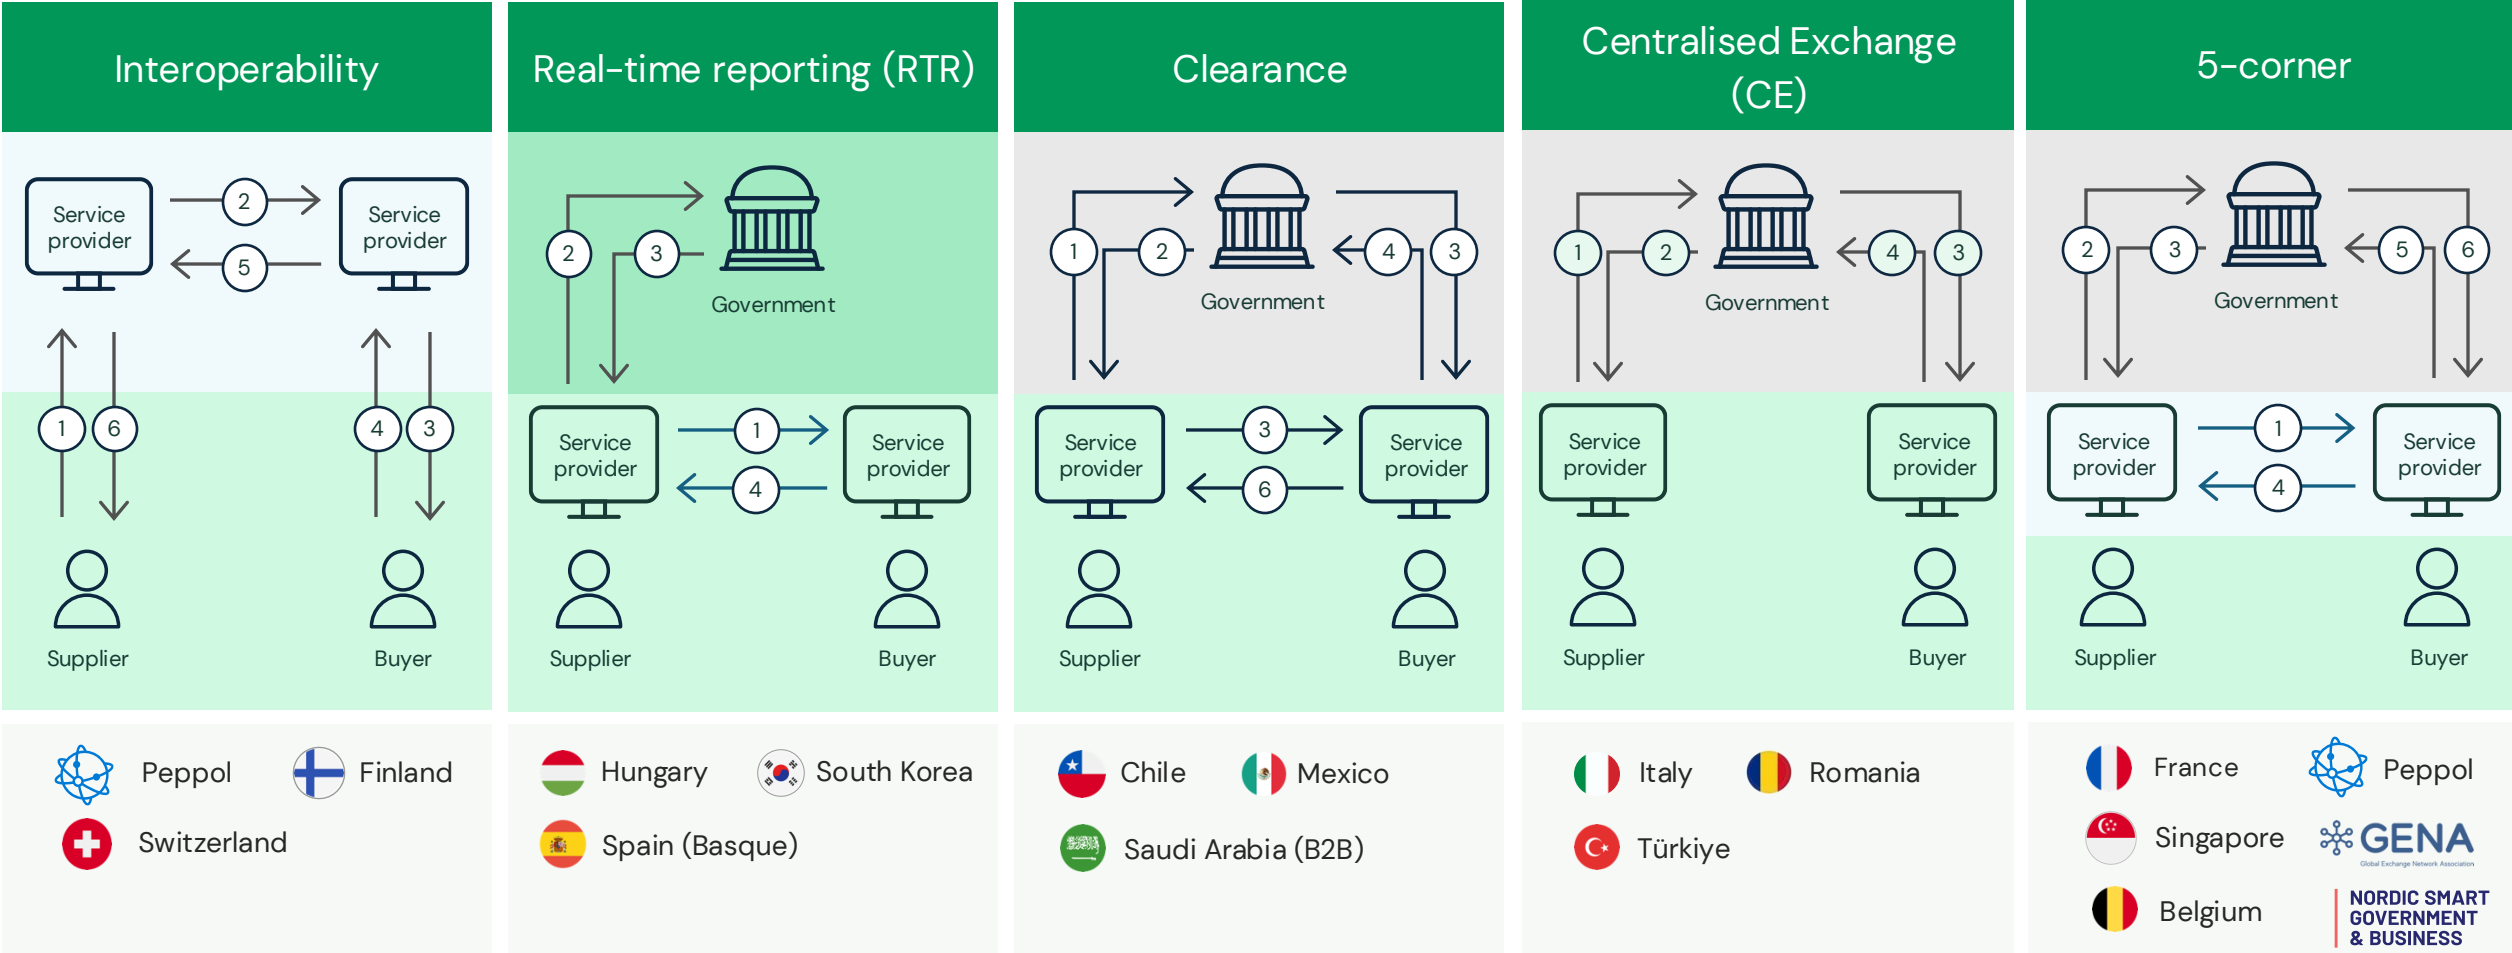 Interoperability
Service
provider
2
5
Service
provider
1
6
4
3
Supplier
Buyer
Peppol
Finland
Switzerland
Real-time reporting (RTR)
2
3
Government
Service
provider
1
4
Service
provider
Supplier
Buyer
Hungary
South Korea
Spain (Basque)
Clearance
1
2
4
3
Government
Service
provider
3
6
Service
provider
Supplier
Buyer
Chile
Mexico
Saudi Arabia (B2B)
Centralised Exchange
(CE)
1
2
4
3
Government
Service
provider
Service
provider
Supplier
Buyer
Italy
Romania
Türkiye
5-corner
2
3
5
6
Government
Service
provider
1
4
Service
provider
Supplier
Buyer
France
Peppol
Singapore
GENA
Global Exchange Network Association
Belgium
NORDIC SMART
GOVERNMENT
& BUSINESS